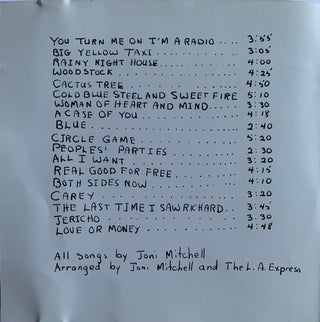 YOU TURN ME ON I'M A RADIO.... 3:55
BIG YELLOW TAXI............ 3:05
RAINY NIGHT HOUSE.......... 4:00
WOODSTOCK................ 4:25
CACTUS TREE............... 4:50
COLD BLUE STEEL AND SWEET FIRE 5:10
WOMAN OF HEART AND MIND.... 3:30
A CASE OF YOU............. 4:18
BLUE..................... 2:40
CIRCLE GAME.............. 5:20
PEOPLES' PARTIES.......... 2:30
ALL I WANT............... 3:20
REAL GOOD FOR FREE........ 4:15
BOTH SIDES NOW............ 4:10
CAREY................... 3:20
THE LAST TIME I SAW RICHARD... 3:45
JERICHO................. 3:30
LOVE OR MONEY............ 4:48
All Songs by Joni Mitchell
Arranged by Joni Mitchell and The L.A. Express